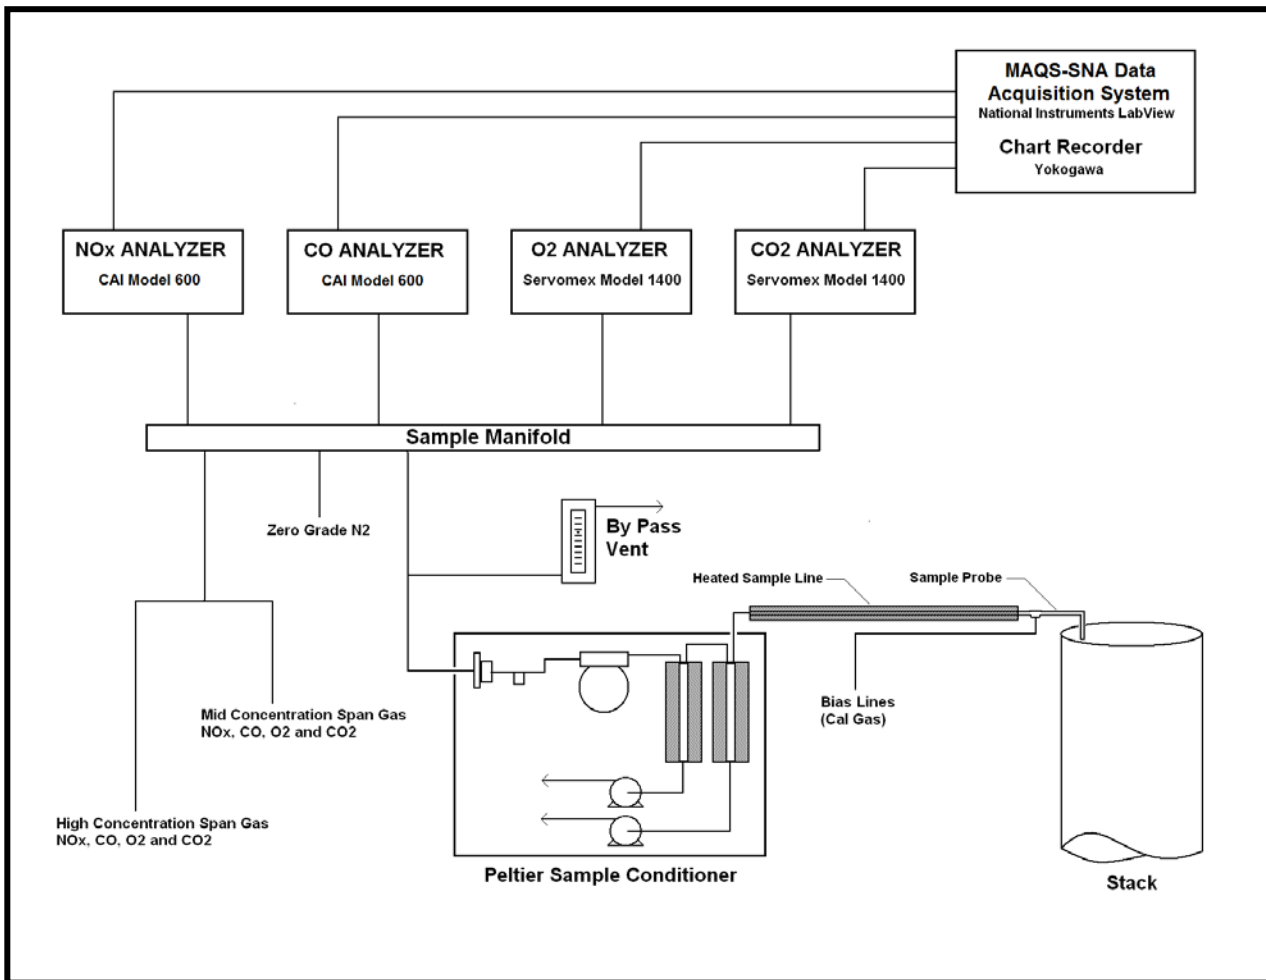 MAQS-SNA Data
Acquisition System
National Instruments LabView
Chart Recorder
Yokogawa
NOx ANALYZER
CAI Model 600
CO ANALYZER
CAI Model 600
O2 ANALYZER
Servomex Model 1400
CO2 ANALYZER
Servomex Model 1400
Sample Manifold
Zero Grade N2
By Pass
Vent
Heated Sample Line
Sample Probe
Bias Lines
(Cal Gas)
Mid Concentration Span Gas
NOx, CO, O2 and CO2
High Concentration Span Gas
NOx, CO, O2 and CO2
Peltier Sample Conditioner
Stack